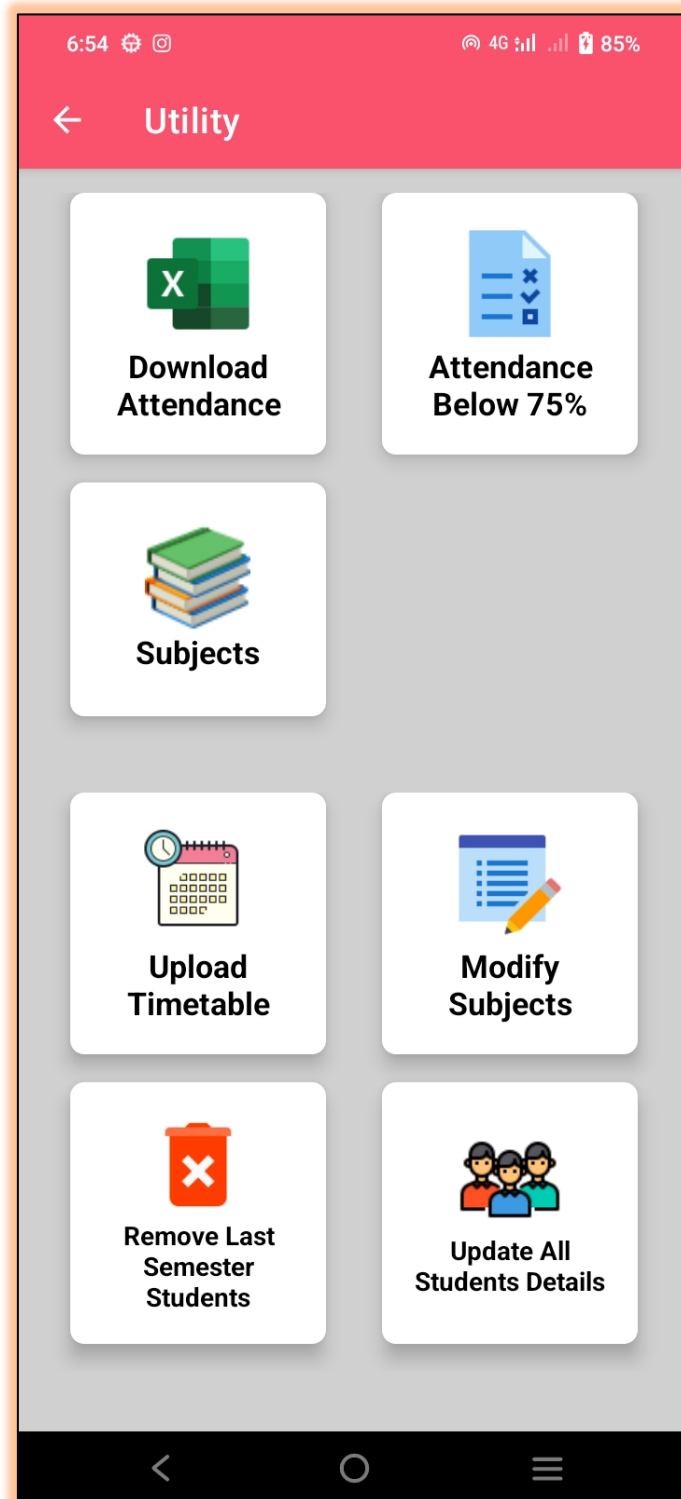 6:54 4G 85%
Utility
X
Download
Attendance
Attendance
Below 75%
Subjects
Upload
Timetable
Modify
Subjects
Remove Last
Semester
Students
Update All
Students Details